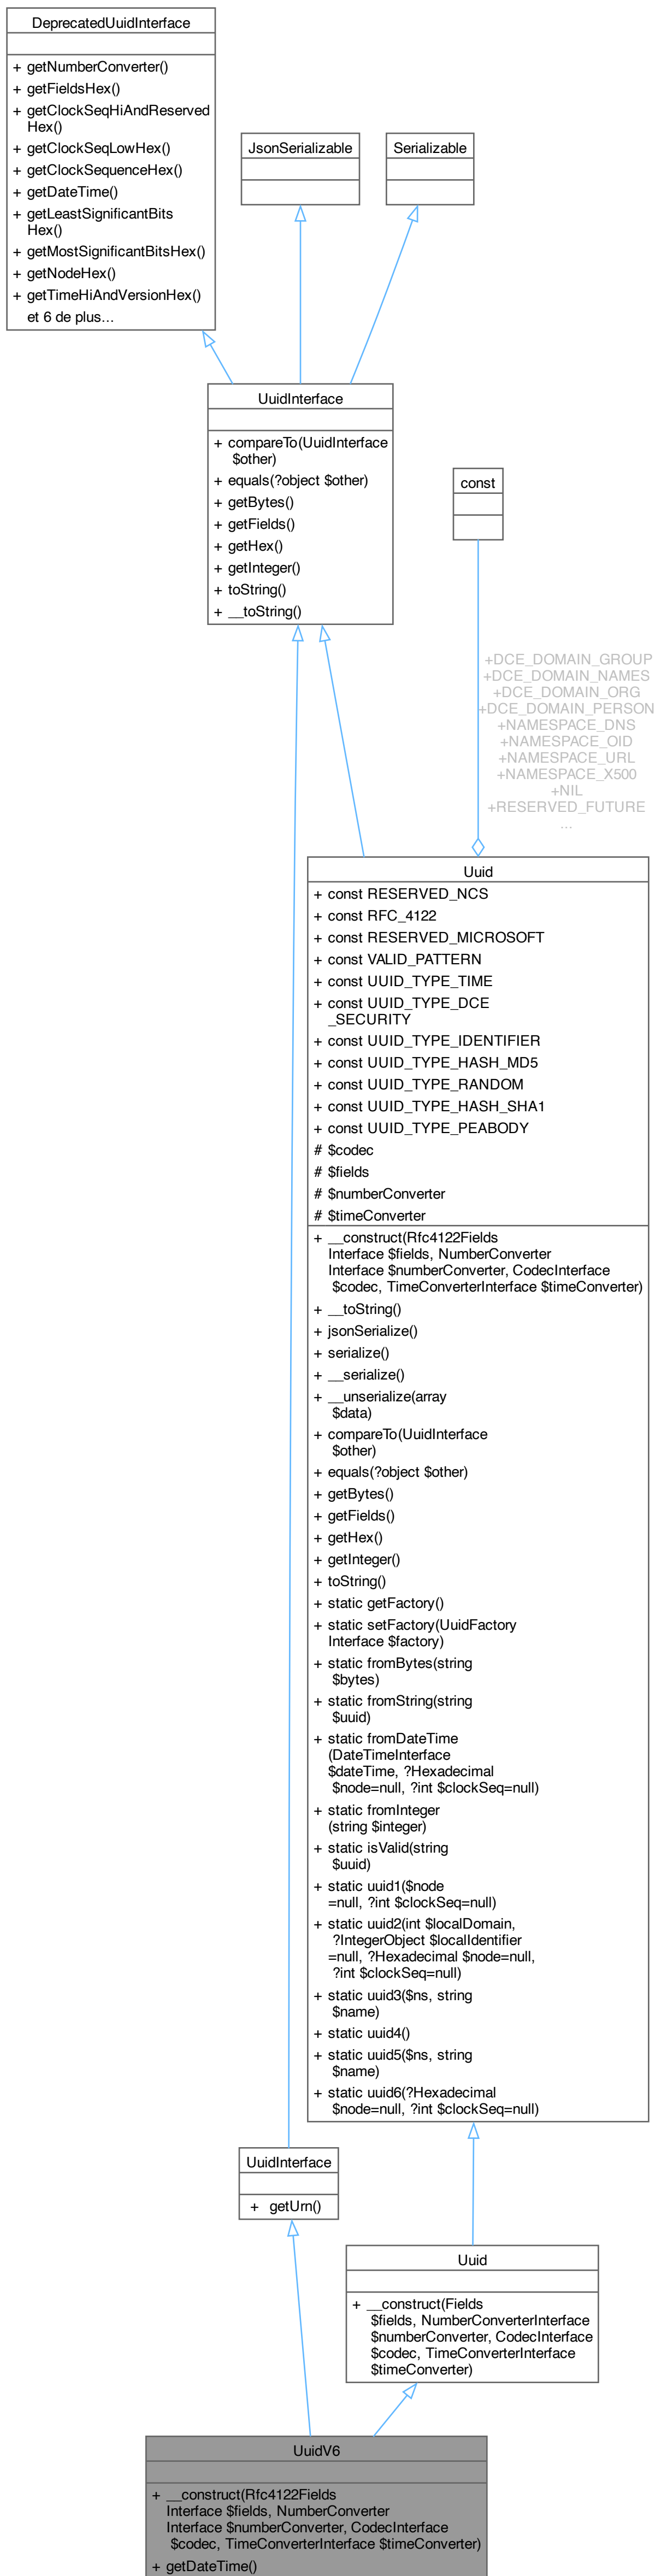 DeprecatedUuidInterface
+ getNumberConverter()
+ getFieldsHex()
+ getClockSeqHiAndReserved
Hex()
+ getClockSeqLowHex()
+ getClockSequenceHex()
+ getDateTime()
+ getLeastSignificantBits
Hex()
+ getMostSignificantBitsHex()
+ getNodeHex()
+ getTimeHiAndVersionHex()
et 6 de plus...
JsonSerializable
Serializable
UuidInterface
+ compareTo(UuidInterface
$other)
+ equals(?object $other)
+ getBytes()
+ getFields()
+ getHex()
+ getInteger()
+ toString()
+ __toString()
const
+DCE_DOMAIN_GROUP
+DCE_DOMAIN_NAMES
+DCE_DOMAIN_ORG
+DCE_DOMAIN_PERSON
+NAMESPACE_DNS
+NAMESPACE_OID
+NAMESPACE_URL
+NAMESPACE_X500
+NIL
+RESERVED_FUTURE
...
Uuid
+ const RESERVED_NCS
+ const RFC_4122
+ const RESERVED_MICROSOFT
+ const VALID_PATTERN
+ const UUID_TYPE_TIME
+ const UUID_TYPE_DCE
_SECURITY
+ const UUID_TYPE_IDENTIFIER
+ const UUID_TYPE_HASH_MD5
+ const UUID_TYPE_RANDOM
+ const UUID_TYPE_HASH_SHA1
+ const UUID_TYPE_PEABODY
# $codec
# $fields
# $numberConverter
# $timeConverter
+ __construct(Rfc4122Fields
Interface $fields, NumberConverter
Interface $numberConverter, CodecInterface
$codec, TimeConverterInterface $timeConverter)
+ __toString()
+ jsonSerialize()
+ serialize()
+ __serialize()
+ __unserialize(array
$data)
+ compareTo(UuidInterface
$other)
+ equals(?object $other)
+ getBytes()
+ getFields()
+ getHex()
+ getInteger()
+ toString()
+ static getFactory()
+ static setFactory(UuidFactory
Interface $factory)
+ static fromBytes(string
$bytes)
+ static fromString(string
$uuid)
+ static fromDateTime
(DateTimeInterface
$dateTime, ?Hexadecimal
$node=null, ?int $clockSeq=null)
+ static fromInteger
(string $integer)
+ static isValid(string
$uuid)
+ static uuid1($node
=null, ?int $clockSeq=null)
+ static uuid2(int $localDomain,
?IntegerObject $localIdentifier
=null, ?Hexadecimal $node=null,
?int $clockSeq=null)
+ static uuid3($ns, string
$name)
+ static uuid4()
+ static uuid5($ns, string
$name)
+ static uuid6(?Hexadecimal
$node=null, ?int $clockSeq=null)
UuidInterface
+ getUrn()
Uuid
+ __construct(Fields
$fields, NumberConverterInterface
$numberConverter, CodecInterface
$codec, TimeConverterInterface
$timeConverter)
UuidV6
+ __construct(Rfc4122Fields
Interface $fields, NumberConverter
Interface $numberConverter, CodecInterface
$codec, TimeConverterInterface $timeConverter)
+ getDateTime()